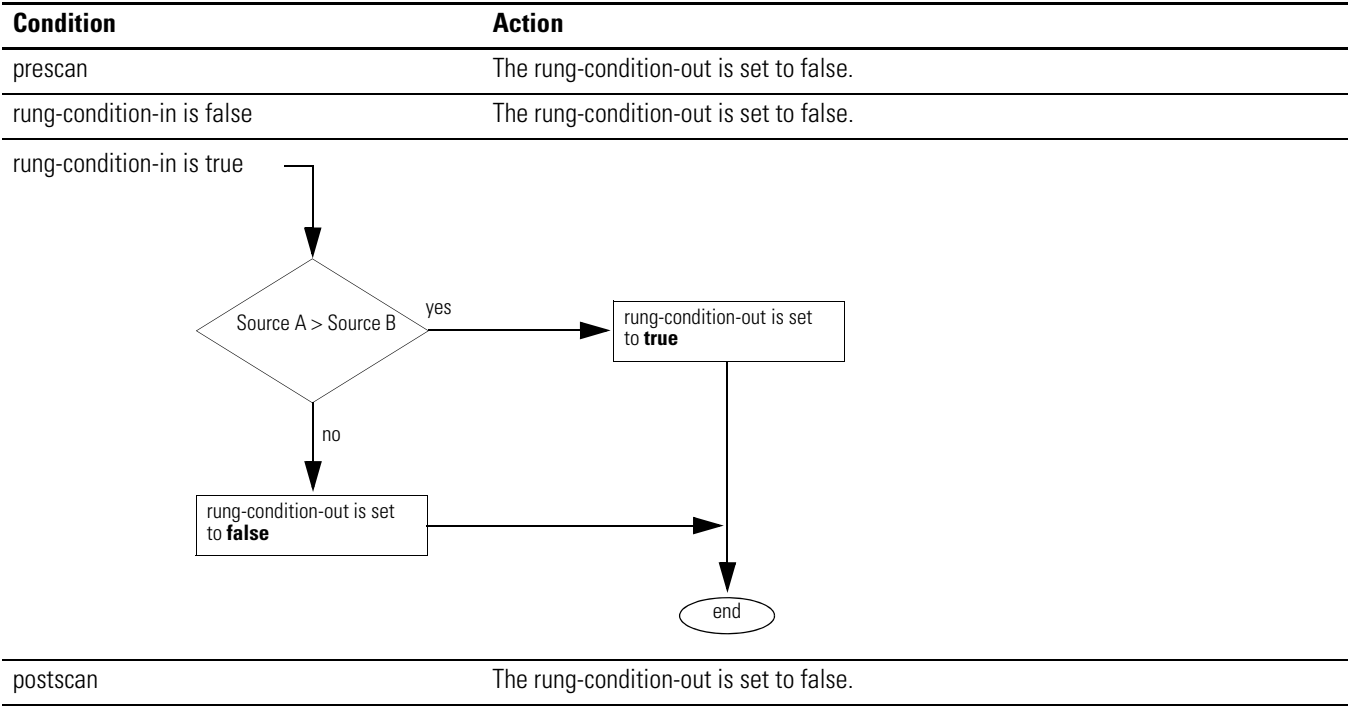 Condition Action
prescan The rung-condition-out is set to false.
rung-condition-in is false The rung-condition-out is set to false.
rung-condition-in is true
Source A > Source B
yes
rung-condition-out is set
to true
no
rung-condition-out is set
to false
end
postscan The rung-condition-out is set to false.